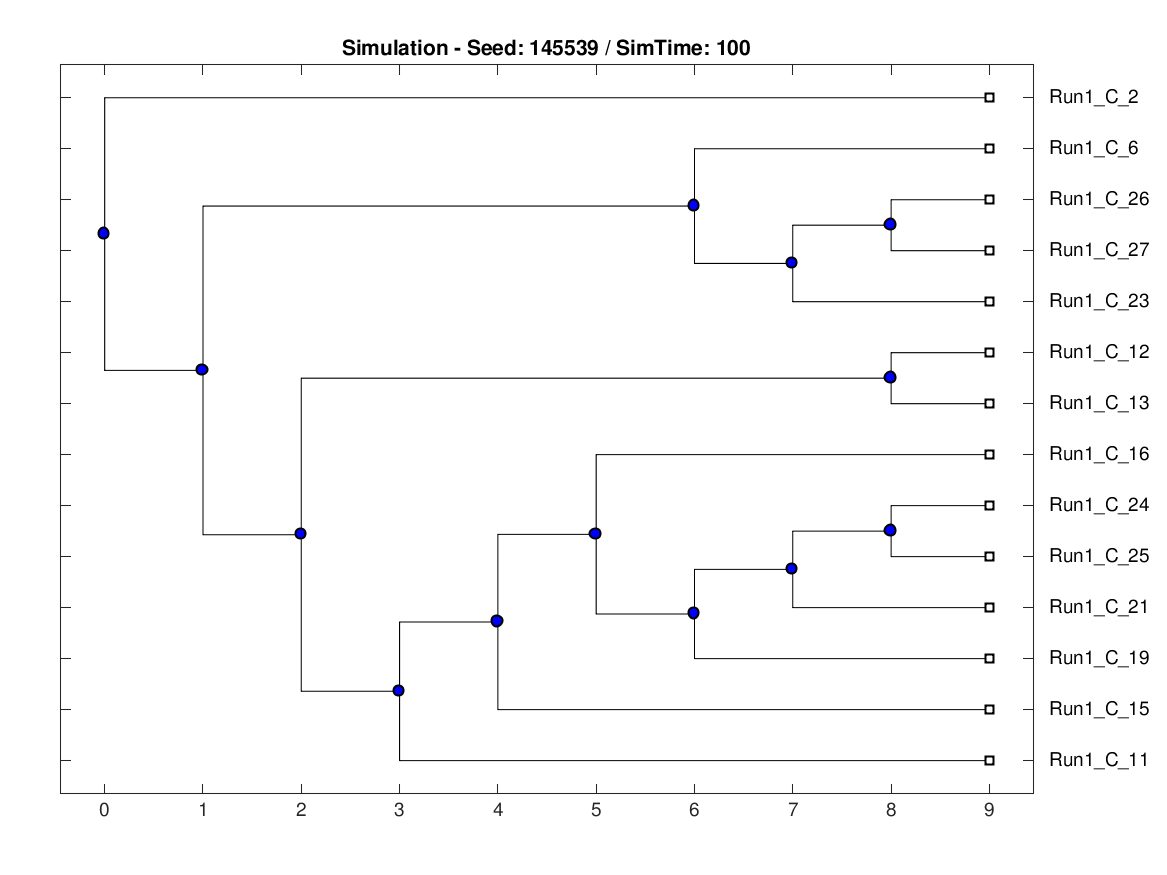 Simulation - Seed: 145539 / SimTime: 100
Run1_C_2
Run1_C_6
Run1_C_26
Run1_C_27
Run1_C_23
Run1_C_12
Run1_C_13
Run1_C_16
Run1_C_24
Run1_C_25
Run1_C_21
Run1_C_19
Run1_C_15
Run1_C_11
0 1 2 3 4 5 6 7 8 9